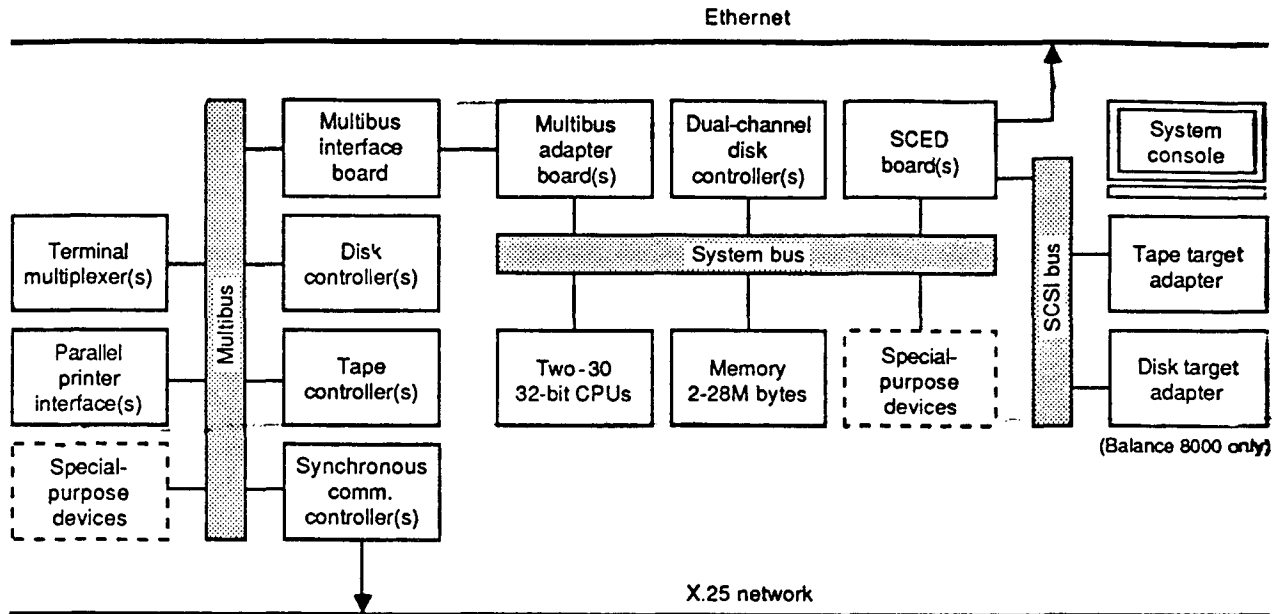 Ethernet
Multibus
interface
board
Multibus
adapter
board(s)
Dual-channel
disk
controller(s)
SCED
board(s)
System
console
Terminal
multiplexer(s)
Multibus
Disk
controller(s)
System bus
SCSI bus
Tape target
adapter
Parallel
printer
interface(s)
Tape
controller(s)
Two-30
32-bit CPUs
Memory
2-28M bytes
Special-
purpose
devices
Disk target
adapter
(Balance 8000 only)
Special-
purpose
devices
Synchronous
comm.
controller(s)
X.25 network